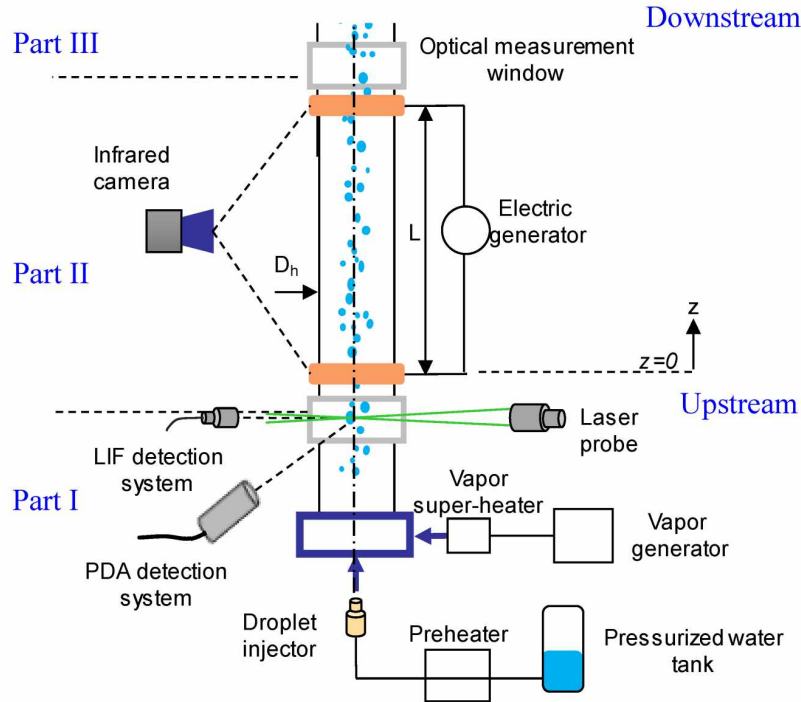 Downstream
Part III
Optical measurement
window
Infrared
camera
Electric
generator
L
Part II
D_h
z
z=0
Upstream
Laser
probe
LIF detection
system
Part I
Vapor
super-heater
Vapor
generator
PDA detection
system
Droplet
injector
Preheater
Pressurized water
tank